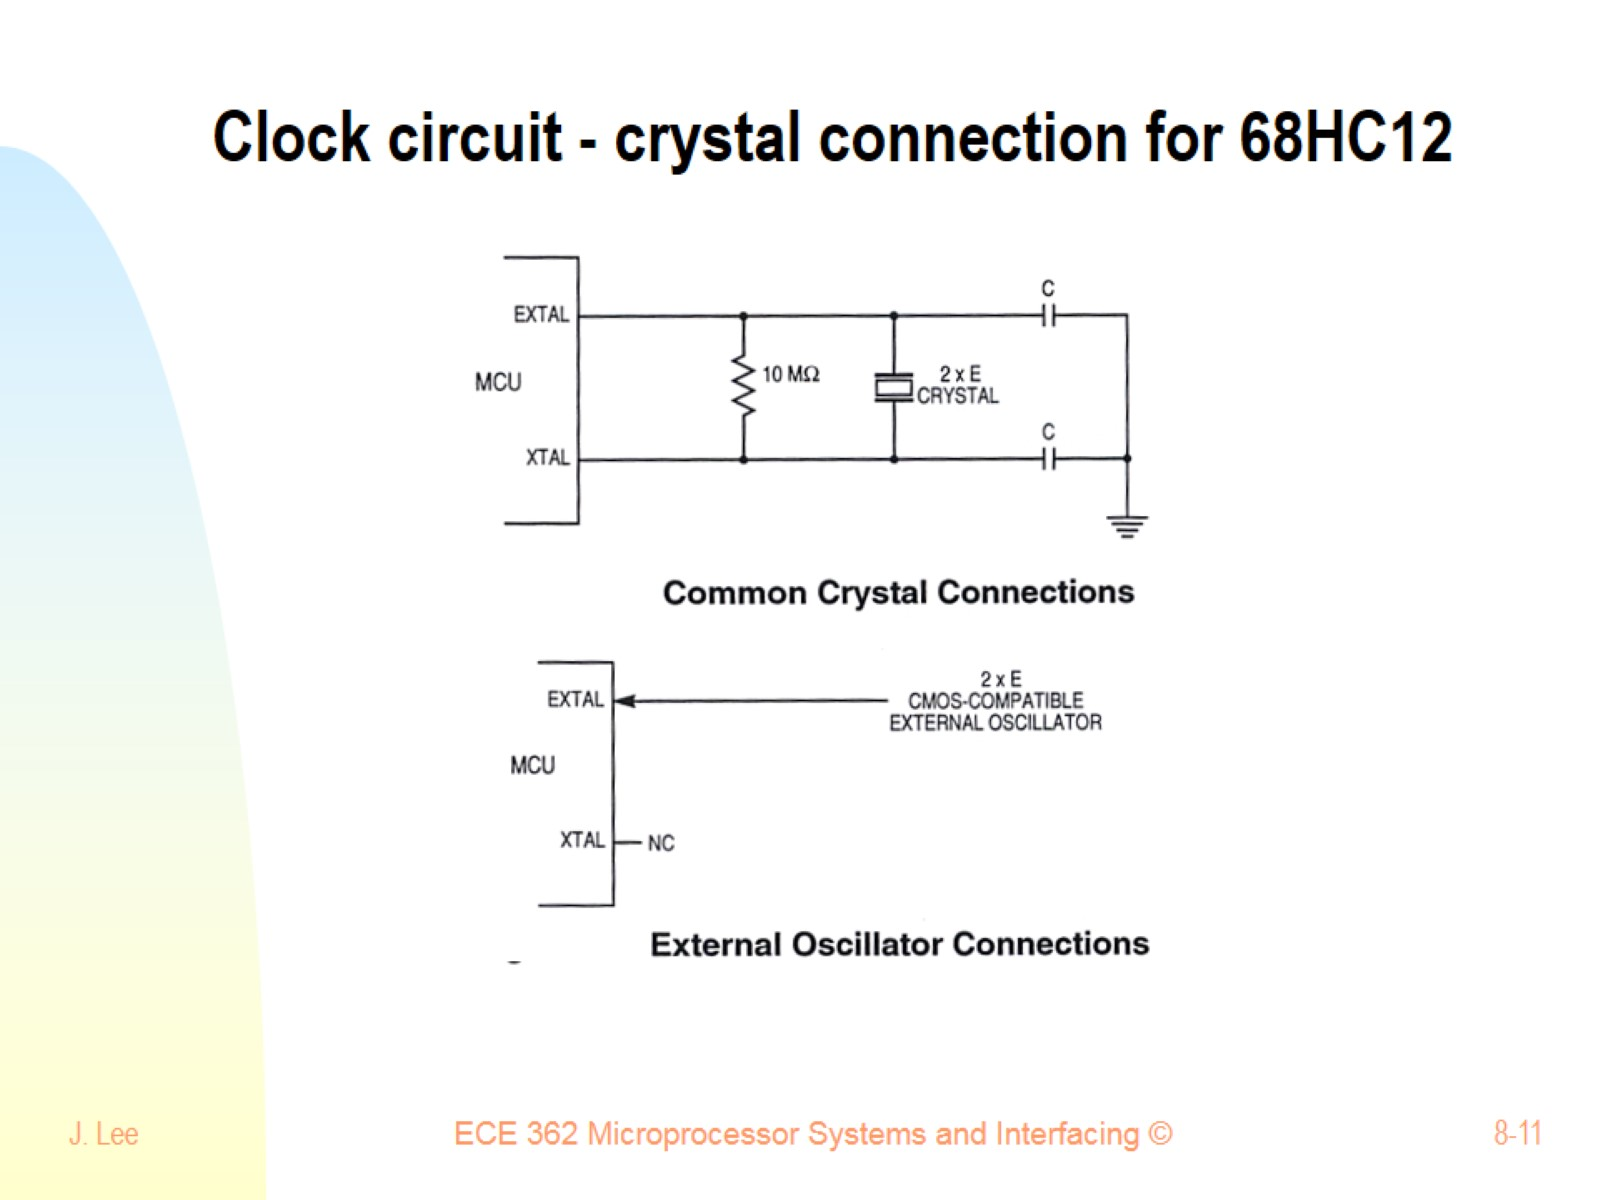 Clock circuit - crystal connection for 68HC12
C
EXTAL
10 MΩ
2 x E
CRYSTAL
MCU
C
XTAL
Common Crystal Connections
2 x E
EXTAL
CMOS-COMPATIBLE
EXTERNAL OSCILLATOR
MCU
XTAL
NC
External Oscillator Connections
J. Lee
ECE 362 Microprocessor Systems and Interfacing ©
8-11